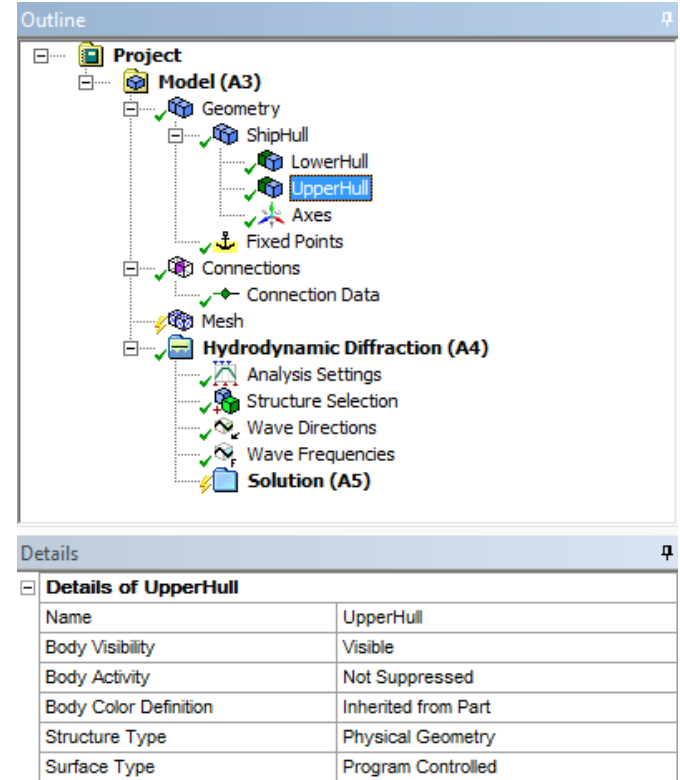 Outline
Project
Model (A3)
Geometry
ShipHull
LowerHull
UpperHull
Axes
Fixed Points
Connections
Connection Data
Mesh
Hydrodynamic Diffraction (A4)
Analysis Settings
Structure Selection
Wave Directions
Wave Frequencies
Solution (A5)
Details
Details of UpperHull
Name UpperHull
Body Visibility Visible
Body Activity Not Suppressed
Body Color Definition Inherited from Part
Structure Type Physical Geometry
Surface Type Program Controlled